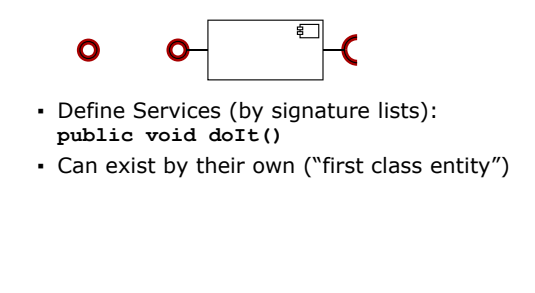 ▪ Define Services (by signature lists):
public void doIt()
▪ Can exist by their own (“first class entity”)